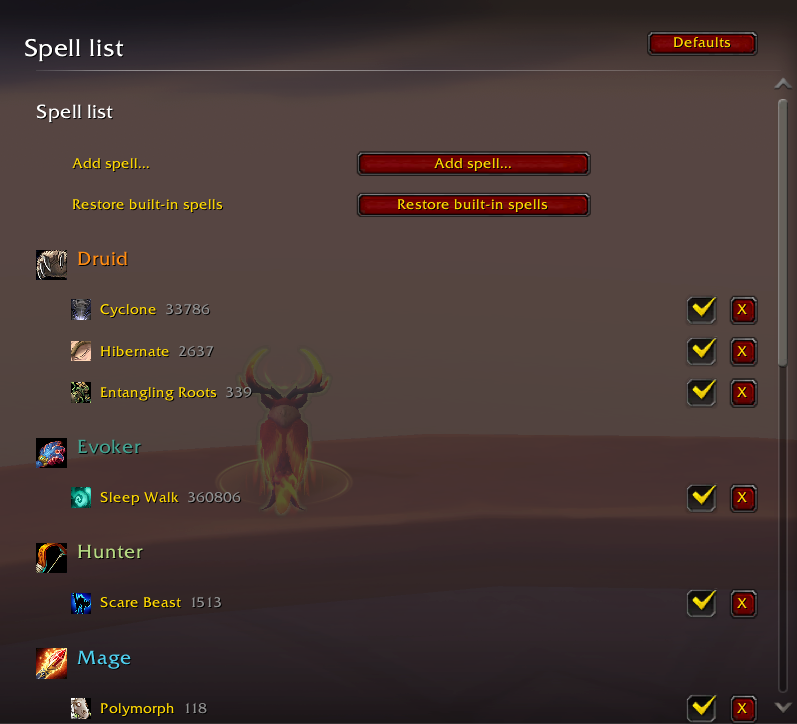 Spell list
Defaults
Spell list
Add spell...
Add spell...
Restore built-in spells
Restore built-in spells
Druid
Cyclone 33786
X
Hibernate 2637
X
Entangling Roots 339
X
Evoker
Sleep Walk 360806
X
Hunter
Scare Beast 1513
X
Mage
Polymorph 118
X